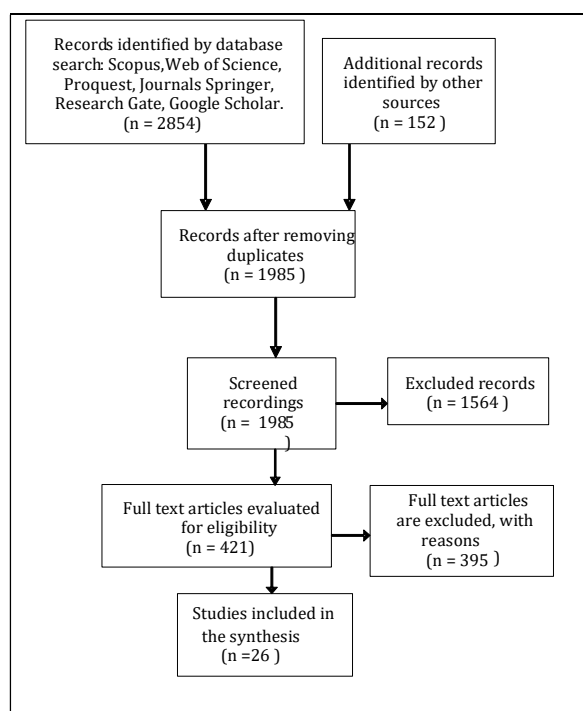 Records identified by database
search: Scopus,Web of Science,
Proquest, Journals Springer,
Research Gate, Google Scholar.
(n = 2854)
Additional records
identified by other
sources
(n = 152 )
Records after removing
duplicates
(n = 1985 )
Screened
recordings
(n = 1985
)
Excluded records
(n = 1564 )
Full text articles evaluated
for eligibility
(n = 421)
Full text articles
are excluded, with
reasons
(n = 395 )
Studies included in
the synthesis
(n =26 )